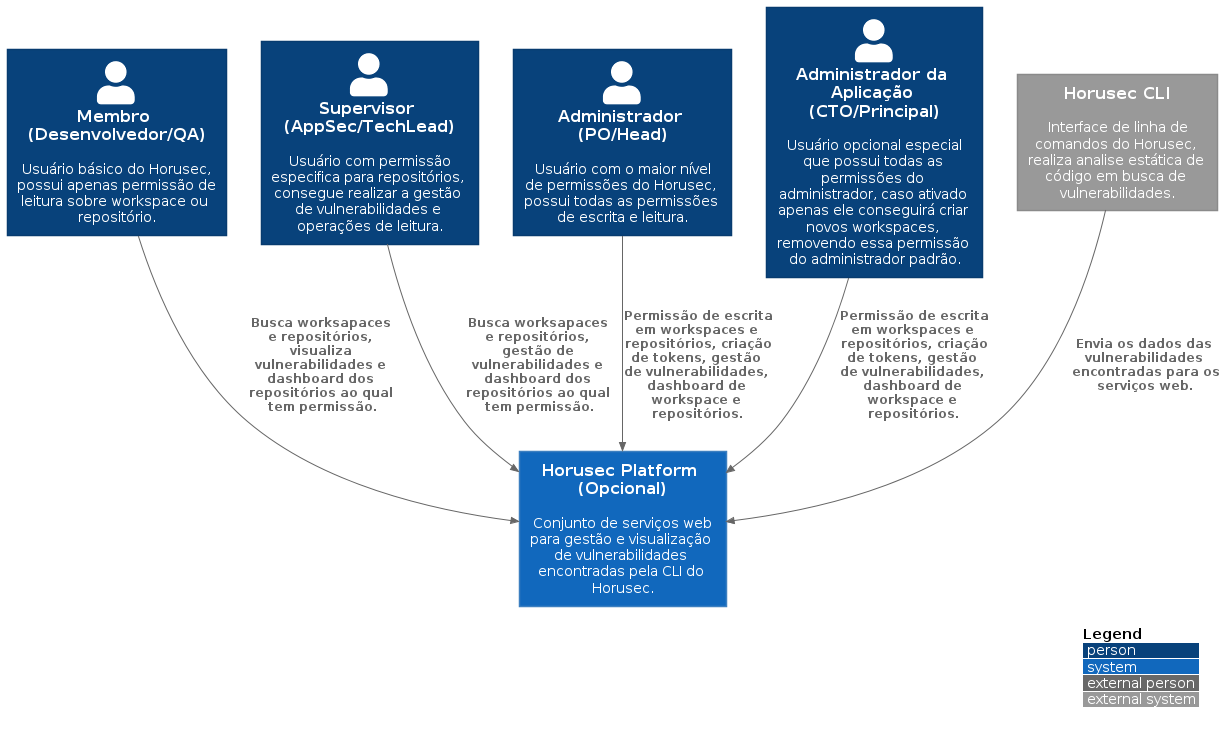 Membro
(Desenvolvedor/QA)
Usuário básico do Horusec,
possui apenas permissão de
leitura sobre workspace ou
repositório.
Supervisor
(AppSec/TechLead)
Usuário com permissão
especifica para repositórios,
consegue realizar a gestão
de vulnerabilidades e
operações de leitura.
Administrador
(PO/Head)
Usuário com o maior nível
de permissões do Horusec,
possui todas as permissões
de escrita e leitura.
Administrador da
Aplicação
(CTO/Principal)
Usuário opcional especial
que possui todas as
permissões do
administrador, caso ativado
apenas ele conseguirá criar
novos workspaces,
removendo essa permissão
do administrador padrão.
Horusec CLI
Interface de linha de
comandos do Horusec,
realiza analise estática de
código em busca de
vulnerabilidades.
Busca worksapaces
e repositórios,
visualiza
vulnerabilidades e
dashboard dos
repositórios ao qual
tem permissão.
Busca worksapaces
e repositórios,
gestão de
vulnerabilidades e
dashboard dos
repositórios ao qual
tem permissão.
Permissão de escrita
em workspaces e
repositórios, criação
de tokens, gestão
de vulnerabilidades,
dashboard de
workspace e
repositórios.
Permissão de escrita
em workspaces e
repositórios, criação
de tokens, gestão
de vulnerabilidades,
dashboard de
workspace e
repositórios.
Envia os dados das
vulnerabilidades
encontradas para os
serviços web.
Horusec Platform
(Opcional)
Conjunto de serviços web
para gestão e visualização
de vulnerabilidades
encontradas pela CLI do
Horusec.
Legend
person
system
external person
external system